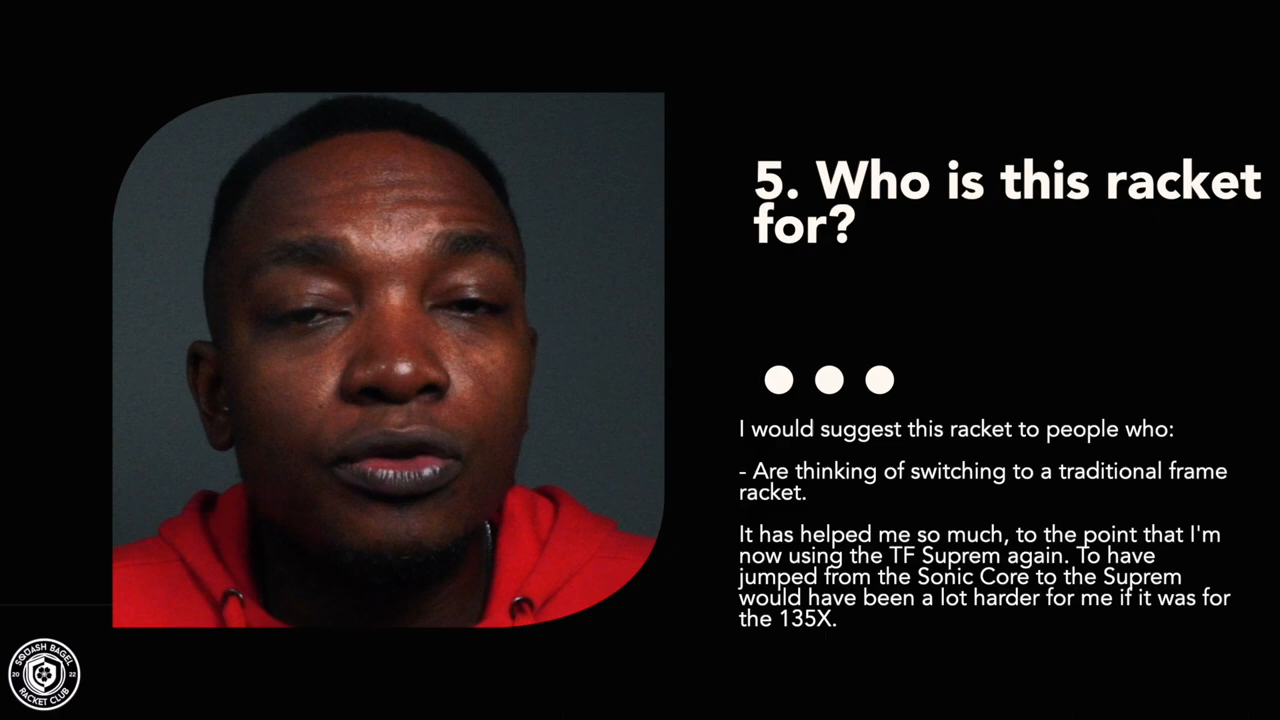 5. Who is this racket
for?
I would suggest this racket to people who:
- Are thinking of switching to a traditional frame
racket.
It has helped me so much, to the point that I'm
now using the TF Suprem again. To have
jumped from the Sonic Core to the Suprem
would have been a lot harder for me if it was for
the 135X.
SQUASH BAGEL
20 22
RACKET CLUB